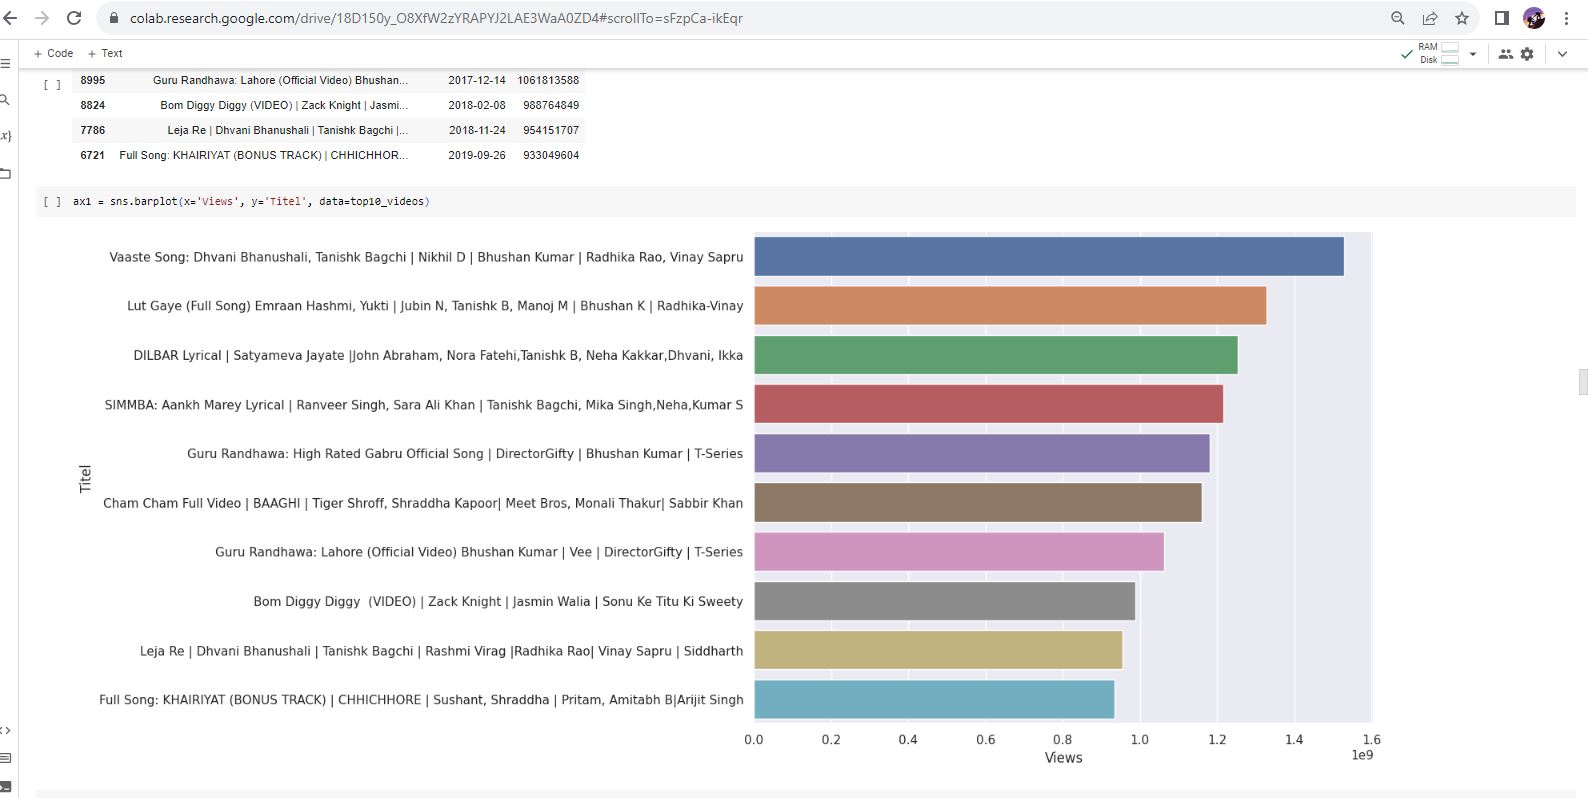 colab.research.google.com/drive/18D150y_O8XfW2zYRAPYJ2LAE3WaA0ZD4#scrollTo=sFzpCa-ikEqr
+ Code + Text
RAM
Disk
[ ] 8995 Guru Randhawa: Lahore (Official Video) Bhushan... 2017-12-14 1061813588
8824 Bom Diggy Diggy (VIDEO) | Zack Knight | Jasmi... 2018-02-08 988764849
7786 Leja Re | Dhvani Bhanushali | Tanishk Bagchi |... 2018-11-24 954151707
6721 Full Song: KHAIRIYAT (BONUS TRACK) | CHHICHHOR... 2019-09-26 933049604
[ ] ax1 = sns.barplot(x='Views', y='Titel', data=top10_videos)
Vaaste Song: Dhvani Bhanushali, Tanishk Bagchi | Nikhil D | Bhushan Kumar | Radhika Rao, Vinay Sapru
Lut Gaye (Full Song) Emraan Hashmi, Yukti | Jubin N, Tanishk B, Manoj M | Bhushan K | Radhika-Vinay
DILBAR Lyrical | Satyameva Jayate |John Abraham, Nora Fatehi,Tanishk B, Neha Kakkar,Dhvani, Ikka
SIMMBA: Aankh Marey Lyrical | Ranveer Singh, Sara Ali Khan | Tanishk Bagchi, Mika Singh,Neha,Kumar S
Guru Randhawa: High Rated Gabru Official Song | DirectorGifty | Bhushan Kumar | T-Series
Titel
Cham Cham Full Video | BAAGHI | Tiger Shroff, Shraddha Kapoor| Meet Bros, Monali Thakur| Sabbir Khan
Guru Randhawa: Lahore (Official Video) Bhushan Kumar | Vee | DirectorGifty | T-Series
Bom Diggy Diggy  (VIDEO) | Zack Knight | Jasmin Walia | Sonu Ke Titu Ki Sweety
Leja Re | Dhvani Bhanushali | Tanishk Bagchi | Rashmi Virag |Radhika Rao| Vinay Sapru | Siddharth
Full Song: KHAIRIYAT (BONUS TRACK) | CHHICHHORE | Sushant, Shraddha | Pritam, Amitabh B|Arijit Singh
0.0 0.2 0.4 0.6 0.8 1.0 1.2 1.4 1.6
Views
1e9